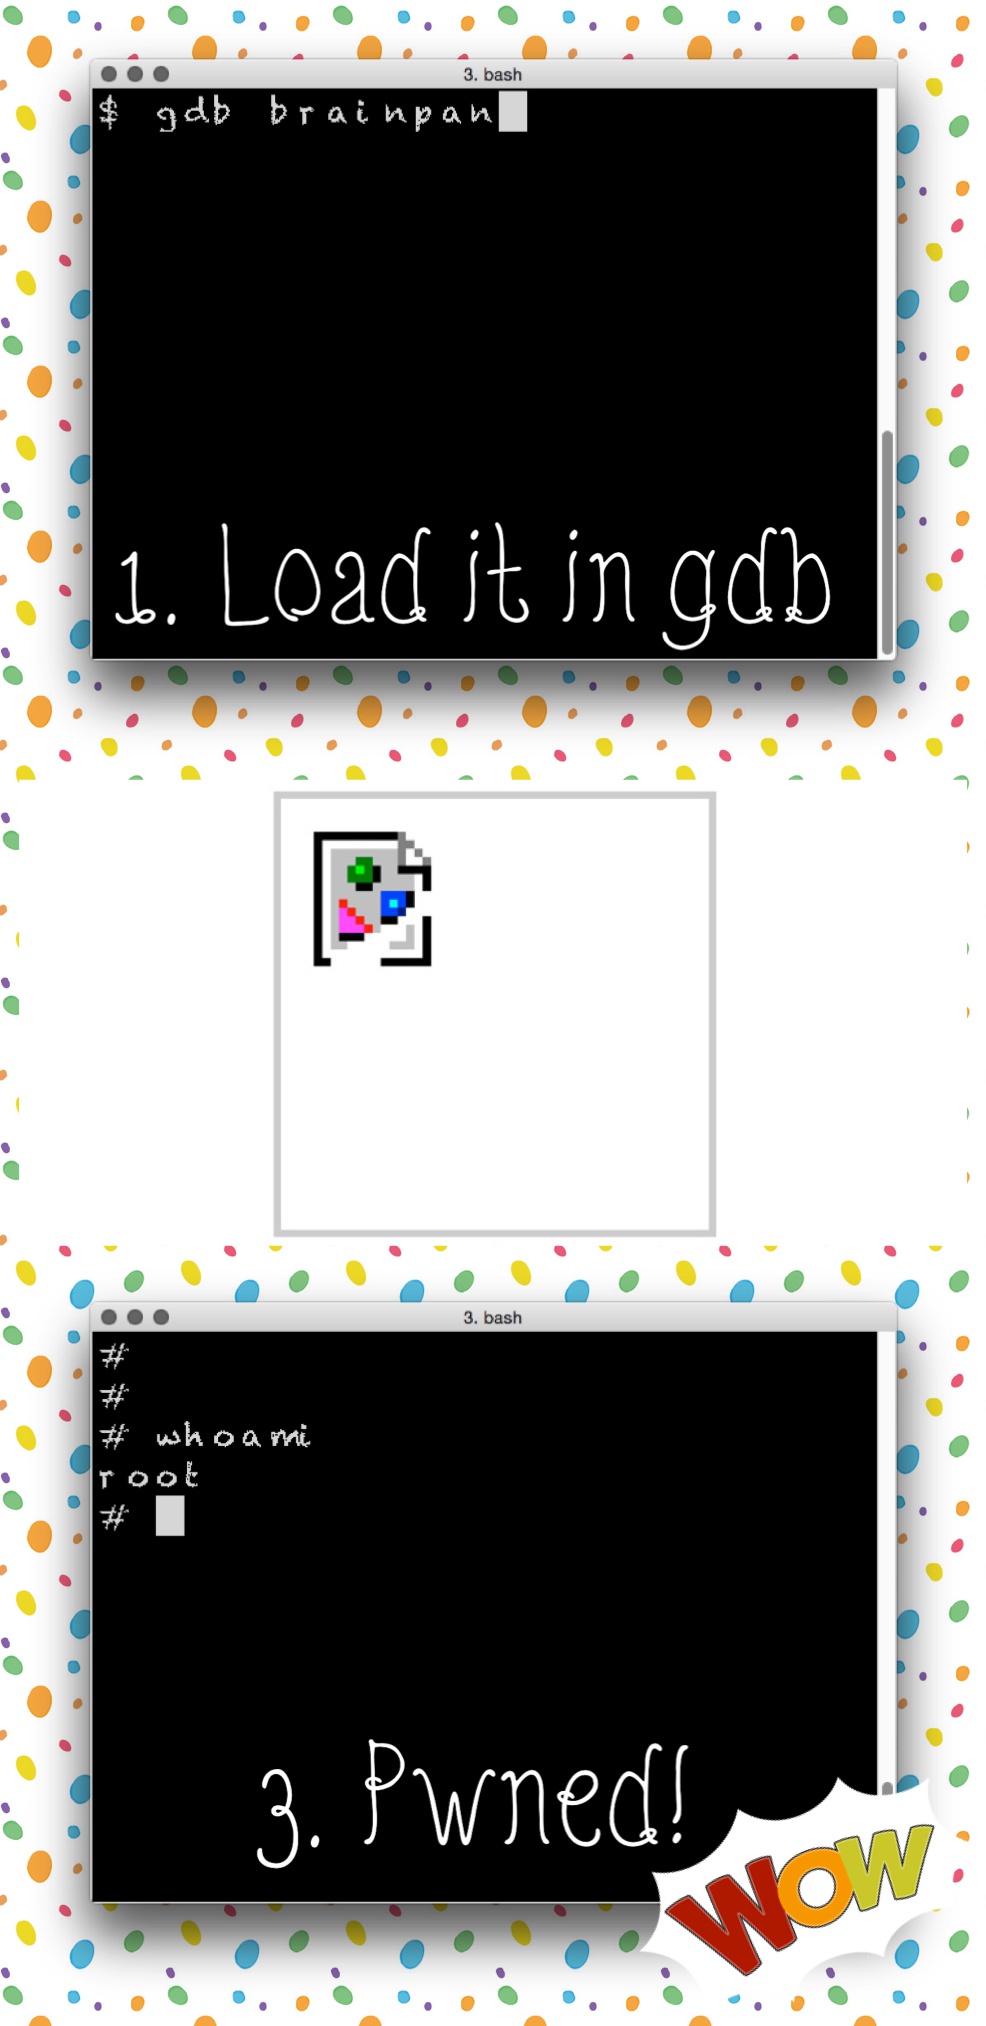 3. bash
$ gdb brainpan
1. Load it in gdb
3. bash
#
#
# whoami
root
#
3. Pwned!
WOW